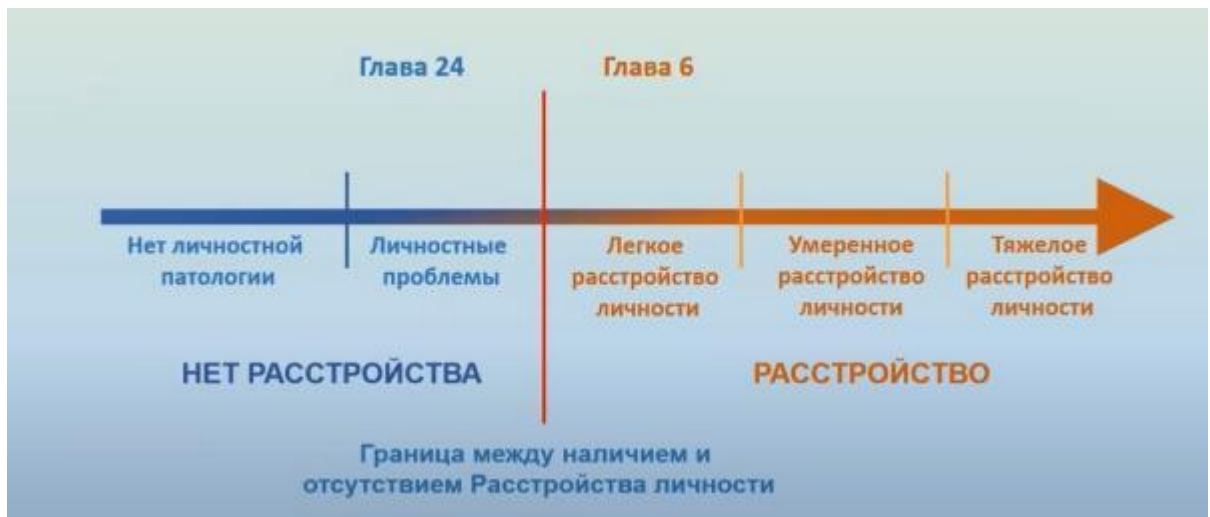 Глава 24
Глава 6
Нет личностной
патологии
Личностные
проблемы
Легкое
расстройство
личности
Умеренное
расстройство
личности
Тяжелое
расстройство
личности
НЕТ РАССТРОЙСТВА
РАССТРОЙСТВО
Граница между наличием и
отсутствием Расстройства личности